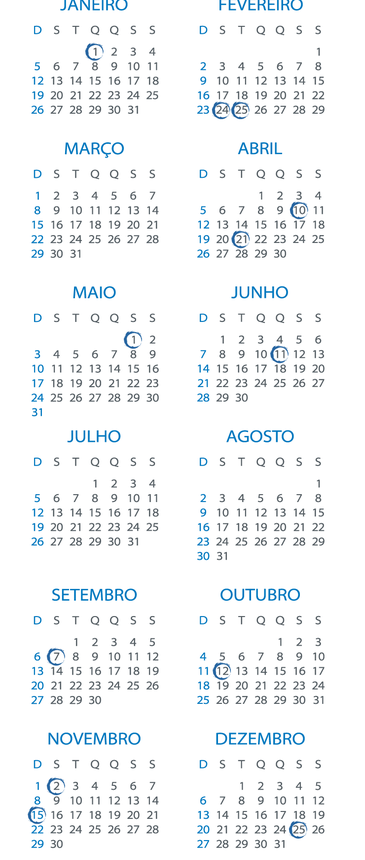 JANEIRO
D S T Q Q S S
1 2 3 4
5 6 7 8 9 10 11
12 13 14 15 16 17 18
19 20 21 22 23 24 25
26 27 28 29 30 31
FEVEREIRO
D S T Q Q S S
1
2 3 4 5 6 7 8
9 10 11 12 13 14 15
16 17 18 19 20 21 22
23 24 25 26 27 28 29
MARÇO
D S T Q Q S S
1 2 3 4 5 6 7
8 9 10 11 12 13 14
15 16 17 18 19 20 21
22 23 24 25 26 27 28
29 30 31
ABRIL
D S T Q Q S S
1 2 3 4
5 6 7 8 9 10 11
12 13 14 15 16 17 18
19 20 21 22 23 24 25
26 27 28 29 30
MAIO
D S T Q Q S S
1 2
3 4 5 6 7 8 9
10 11 12 13 14 15 16
17 18 19 20 21 22 23
24 25 26 27 28 29 30
31
JUNHO
D S T Q Q S S
1 2 3 4 5 6
7 8 9 10 11 12 13
14 15 16 17 18 19 20
21 22 23 24 25 26 27
28 29 30
JULHO
D S T Q Q S S
1 2 3 4
5 6 7 8 9 10 11
12 13 14 15 16 17 18
19 20 21 22 23 24 25
26 27 28 29 30 31
AGOSTO
D S T Q Q S S
1
2 3 4 5 6 7 8
9 10 11 12 13 14 15
16 17 18 19 20 21 22
23 24 25 26 27 28 29
30 31
SETEMBRO
D S T Q Q S S
1 2 3 4 5
6 7 8 9 10 11 12
13 14 15 16 17 18 19
20 21 22 23 24 25 26
27 28 29 30
OUTUBRO
D S T Q Q S S
1 2 3
4 5 6 7 8 9 10
11 12 13 14 15 16 17
18 19 20 21 22 23 24
25 26 27 28 29 30 31
NOVEMBRO
D S T Q Q S S
1 2 3 4 5 6 7
8 9 10 11 12 13 14
15 16 17 18 19 20 21
22 23 24 25 26 27 28
29 30
DEZEMBRO
D S T Q Q S S
1 2 3 4 5
6 7 8 9 10 11 12
13 14 15 16 17 18 19
20 21 22 23 24 25 26
27 28 29 30 31